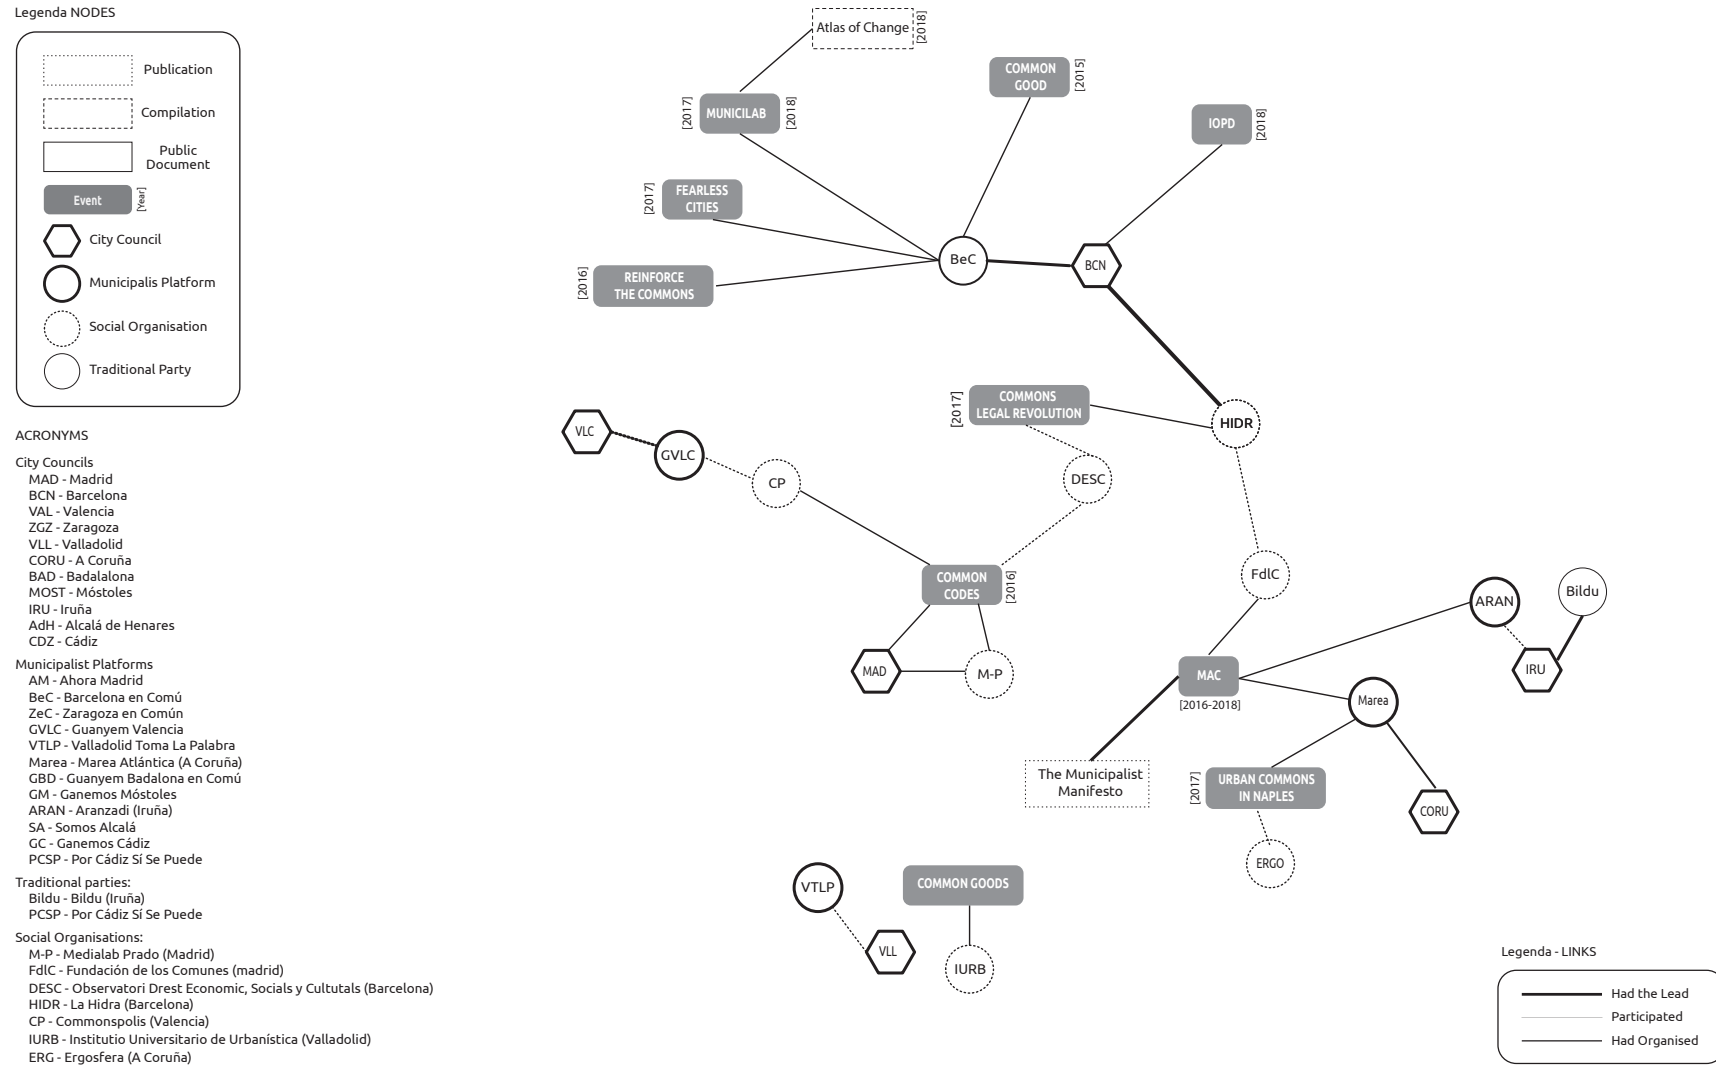 Legenda NODES
Publication
Compilation
Public
Document
Event
[Year]
City Council
Municipalis Platform
Social Organisation
Traditional Party
ACRONYMS
City Councils
MAD - Madrid
BCN - Barcelona
VAL - Valencia
ZGZ - Zaragoza
VLL - Valladolid
CORU - A Coruña
BAD - Badalalona
MOST - Móstoles
IRU - Iruña
AdH - Alcalá de Henares
CDZ - Cádiz
Municipalist Platforms
AM - Ahora Madrid
BeC - Barcelona en Comú
ZeC - Zaragoza en Común
GVLC - Guanyem Valencia
VTLP - Valladolid Toma La Palabra
Marea - Marea Atlántica (A Coruña)
GBD - Guanyem Badalona en Comú
GM - Ganemos Móstoles
ARAN - Aranzadi (Iruña)
SA - Somos Alcalá
GC - Ganemos Cádiz
PCSP - Por Cádiz Sí Se Puede
Traditional parties:
Bildu - Bildu (Iruña)
PCSP - Por Cádiz Sí Se Puede
Social Organisations:
M-P - Medialab Prado (Madrid)
FdlC - Fundación de los Comunes (madrid)
DESC - Observatori Drest Economic, Socials y Cultutals (Barcelona)
HIDR - La Hidra (Barcelona)
CP - Commonspolis (Valencia)
IURB - Institutio Universitario de Urbanística (Valladolid)
ERG - Ergosfera (A Coruña)
Atlas of Change
[2018]
COMMON
GOOD
[2015]
[2017]
MUNICILAB
[2018]
IOPD
[2018]
[2017]
FEARLESS
CITIES
BeC
BCN
[2016]
REINFORCE
THE COMMONS
[2017]
COMMONS
LEGAL REVOLUTION
HIDR
VLC
GVLC
CP
DESC
COMMON
CODES
[2016]
FdlC
ARAN
Bildu
MAD
M-P
MAC
[2016-2018]
IRU
Marea
The Municipalist
Manifesto
[2017]
URBAN COMMONS
IN NAPLES
CORU
ERGO
VTLP
COMMON GOODS
VLL
IURB
Legenda - LINKS
Had the Lead
Participated
Had Organised